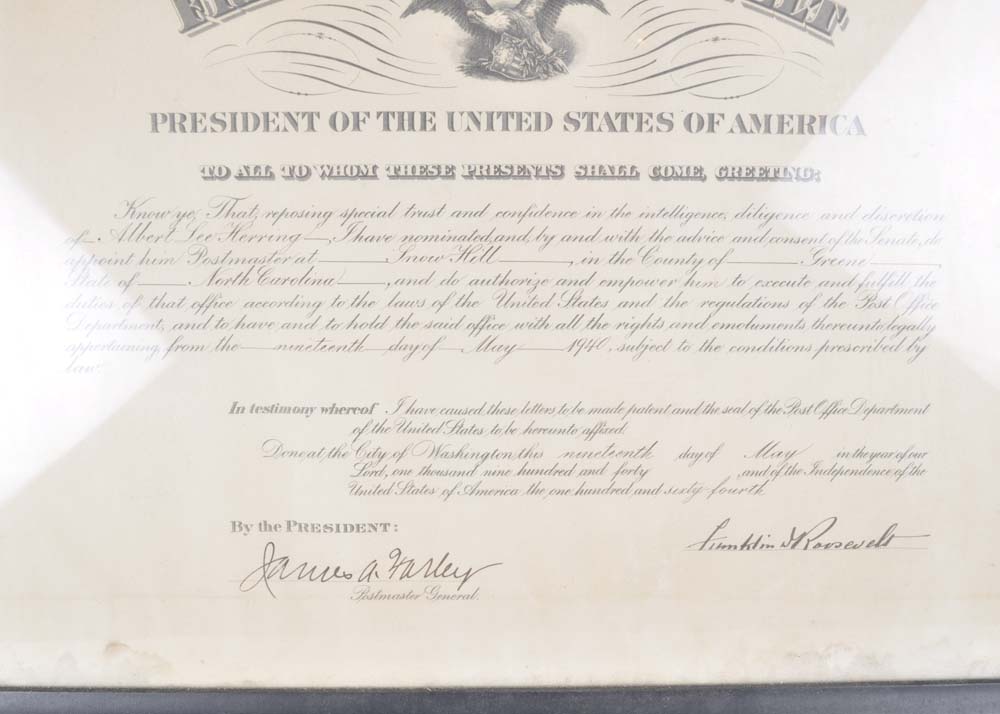 PRESIDENT OF THE UNITED STATES OF AMERICA
TO ALL TO WHOM THESE PRESENTS SHALL COME, GREETING:
Know ye, That, reposing special trust and confidence in the intelligence, diligence and discretion
of Albert Lee Herring, I have nominated, and, by and with the advice and consent of the Senate, do
appoint him Postmaster at Snow Hill, in the County of Greene,
State of North Carolina, and do authorize and empower him to execute and fulfill the
duties of that office according to the laws of the United States and the regulations of the Post Office
Department, and to have and to hold the said office with all the rights and emoluments thereunto legally
appertaining, from the nineteenth day of May 1940, subject to the conditions prescribed by
law.
In testimony whereof I have caused these letters to be made patent and the seal of the Post Office Department
of the United States to be hereunto affixed.
Done at the City of Washington this nineteenth day of May in the year of our
Lord, one thousand nine hundred and forty, and of the Independence of the
United States of America the one hundred and sixty-fourth
By the PRESIDENT:
Franklin D Roosevelt
James A. Farley
Postmaster General.